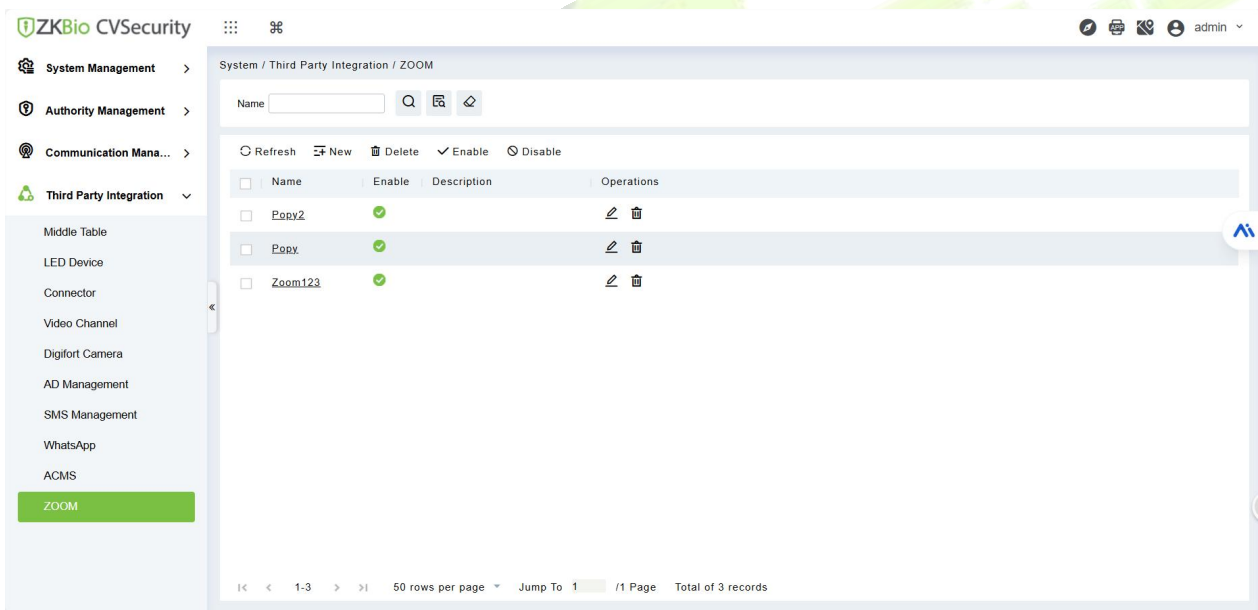 ZKBio CVSecurity
admin
System Management
Authority Management
Communication Mana...
Third Party Integration
Middle Table
LED Device
Connector
Video Channel
Digifort Camera
AD Management
SMS Management
WhatsApp
ACMS
ZOOM
System / Third Party Integration / ZOOM
Name
Refresh New Delete Enable Disable
Name Enable Description Operations
Popy2
Popy
Zoom123
1-3 50 rows per page Jump To 1 /1 Page Total of 3 records